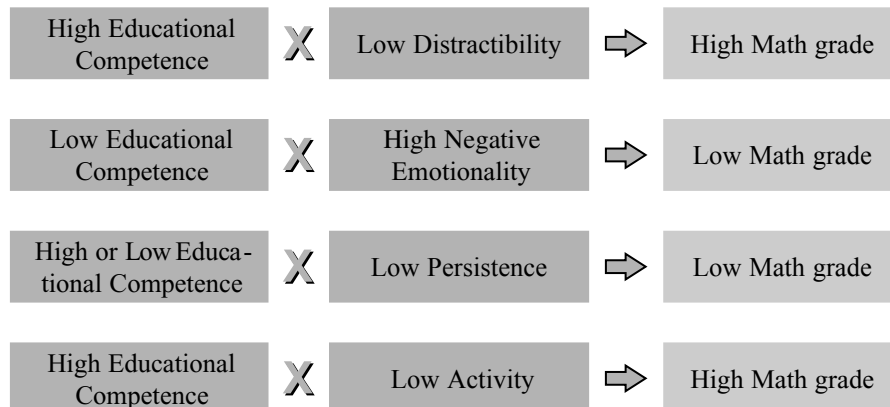 High Educational
Competence
X
Low Distractibility
High Math grade
Low Educational
Competence
X
High Negative
Emotionality
Low Math grade
High or Low Educa-
tional Competence
X
Low Persistence
Low Math grade
High Educational
Competence
X
Low Activity
High Math grade